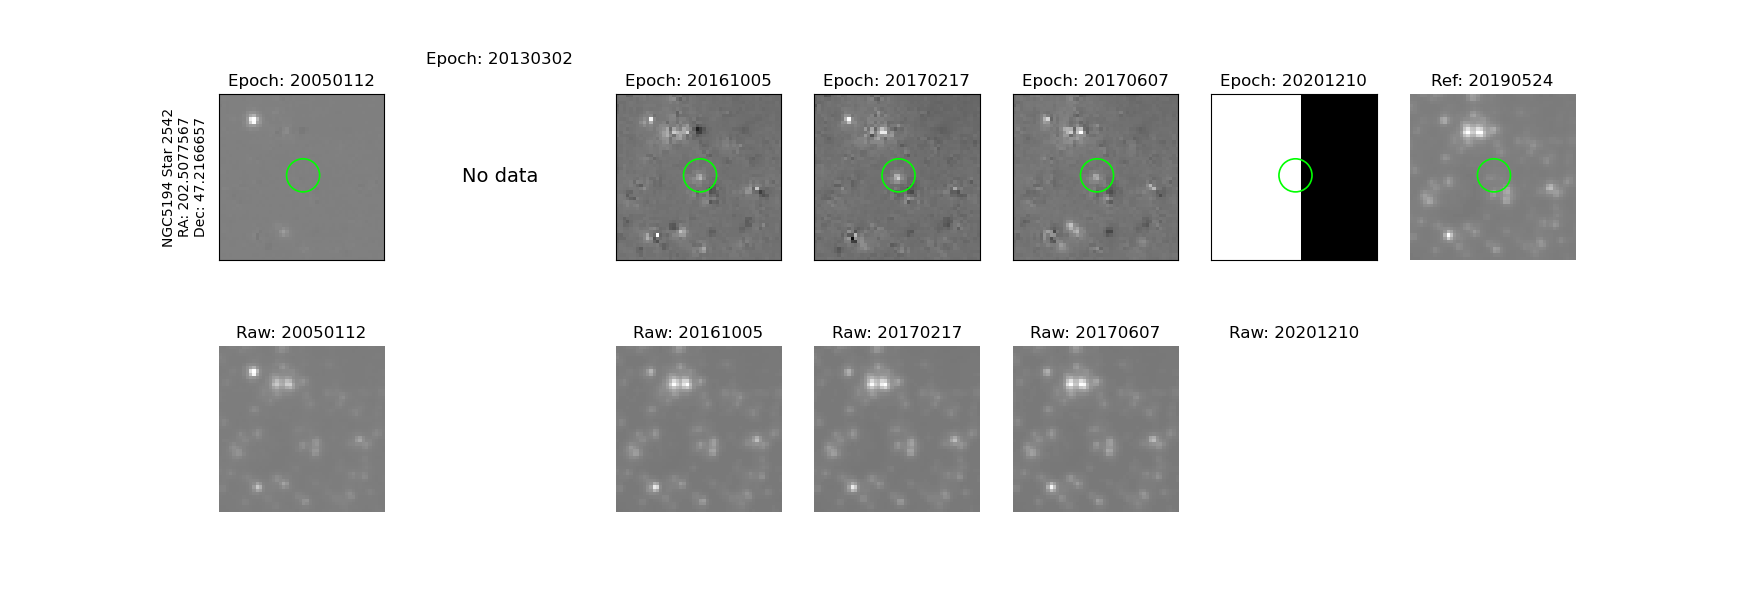 Epoch: 20130302
Epoch: 20050112
Epoch: 20161005
Epoch: 20170217
Epoch: 20170607
Epoch: 20201210
Ref: 20190524
NGC5194 Star 2542
RA: 202.5077567
Dec: 47.2166657
No data
Raw: 20050112
Raw: 20161005
Raw: 20170217
Raw: 20170607
Raw: 20201210